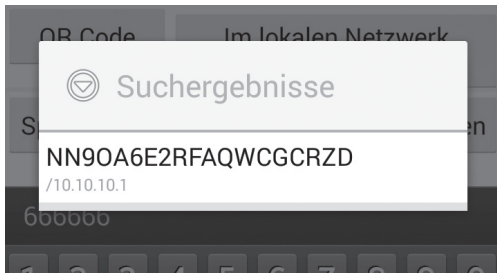 QR Code
Im lokalen Netzwerk
Suchergebnisse
NN9OA6E2RFAQWCGCRZD
/10.10.10.1
666666